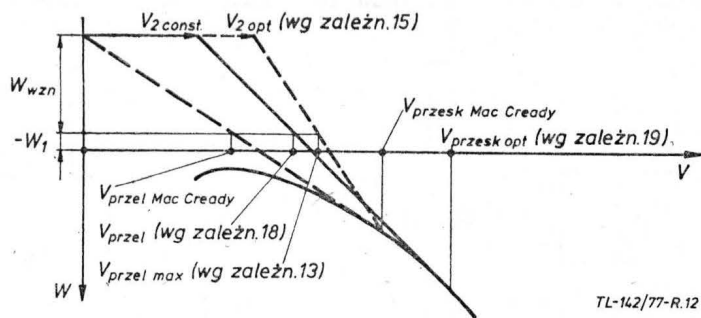 V2 const. V2 opt (wg zależn.15)
Wwzn
Vprzesk Mac Cready
-W1
Vprzesk opt (wg zależn.19)
V
Vprzel Mac Cready
Vprzel (wg zależn.18)
Vprzel max (wg zależn.13)
W
TL-142/77-R.12